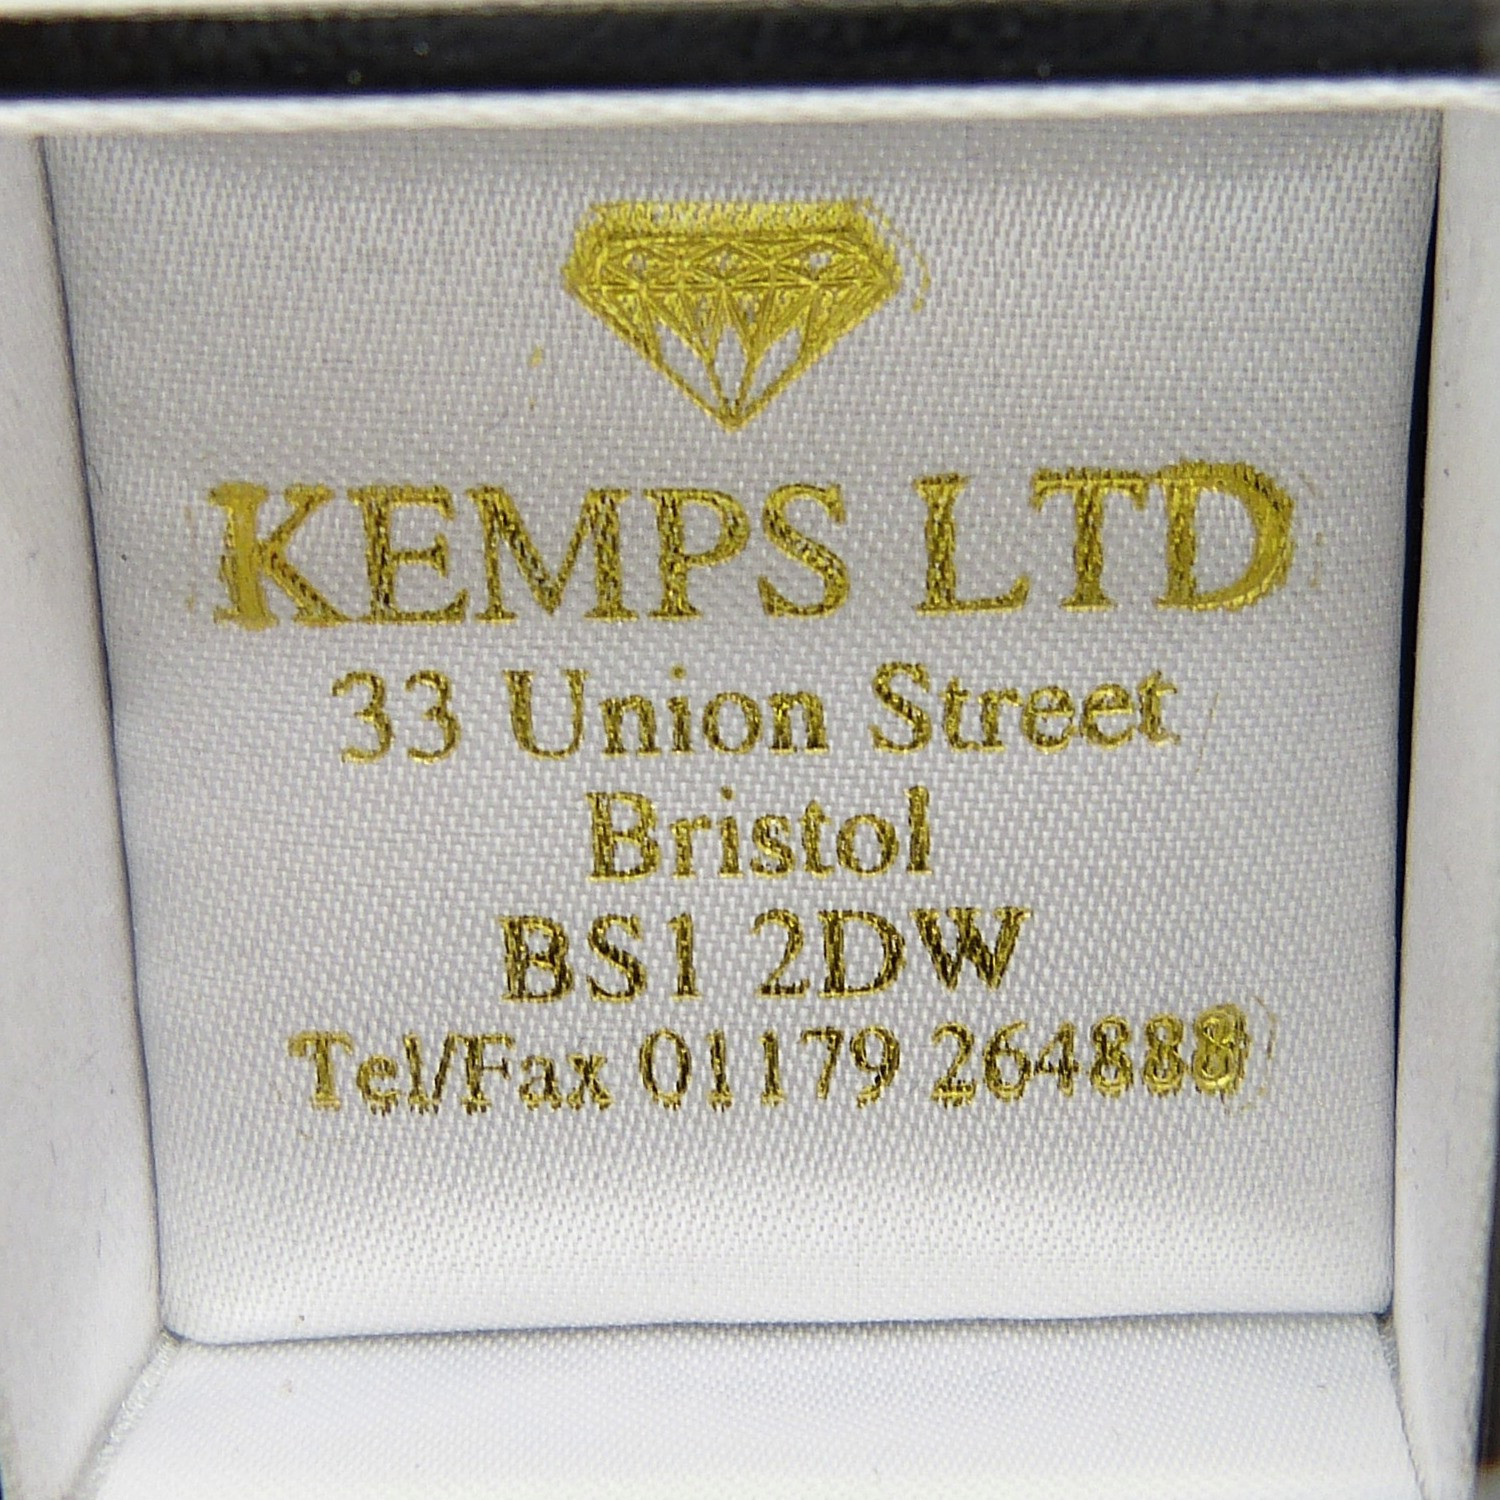 KEMPS LTD
33 Union Street
Bristol
BS1 2DW
Tel/Fax 01179 264888